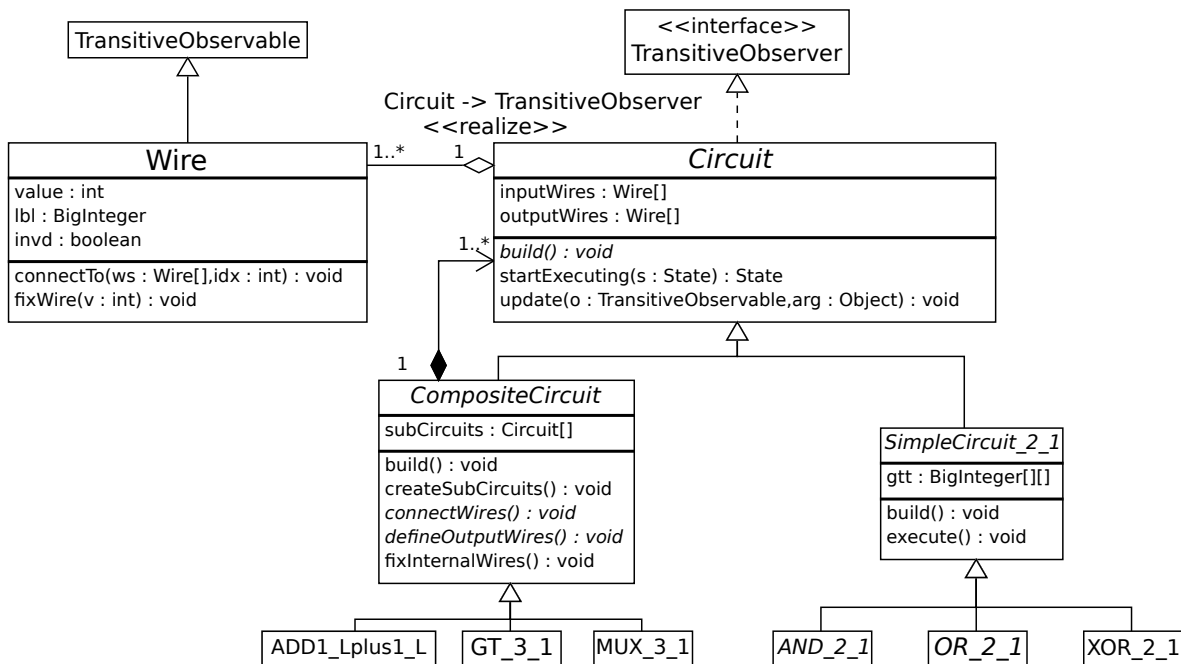 TransitiveObservable
<<interface>>
TransitiveObserver
Circuit -> TransitiveObserver
<<realize>>
Wire
value : int
lbl : BigInteger
invd : boolean
connectTo(ws : Wire[],idx : int) : void
fixWire(v : int) : void
1..*
1
Circuit
inputWires : Wire[]
outputWires : Wire[]
build() : void
startExecuting(s : State) : State
update(o : TransitiveObservable,arg : Object) : void
1..*
1
CompositeCircuit
subCircuits : Circuit[]
build() : void
createSubCircuits() : void
connectWires() : void
defineOutputWires() : void
fixInternalWires() : void
SimpleCircuit_2_1
gtt : BigInteger[][]
build() : void
execute() : void
ADD1_Lplus1_L
GT_3_1
MUX_3_1
AND_2_1
OR_2_1
XOR_2_1